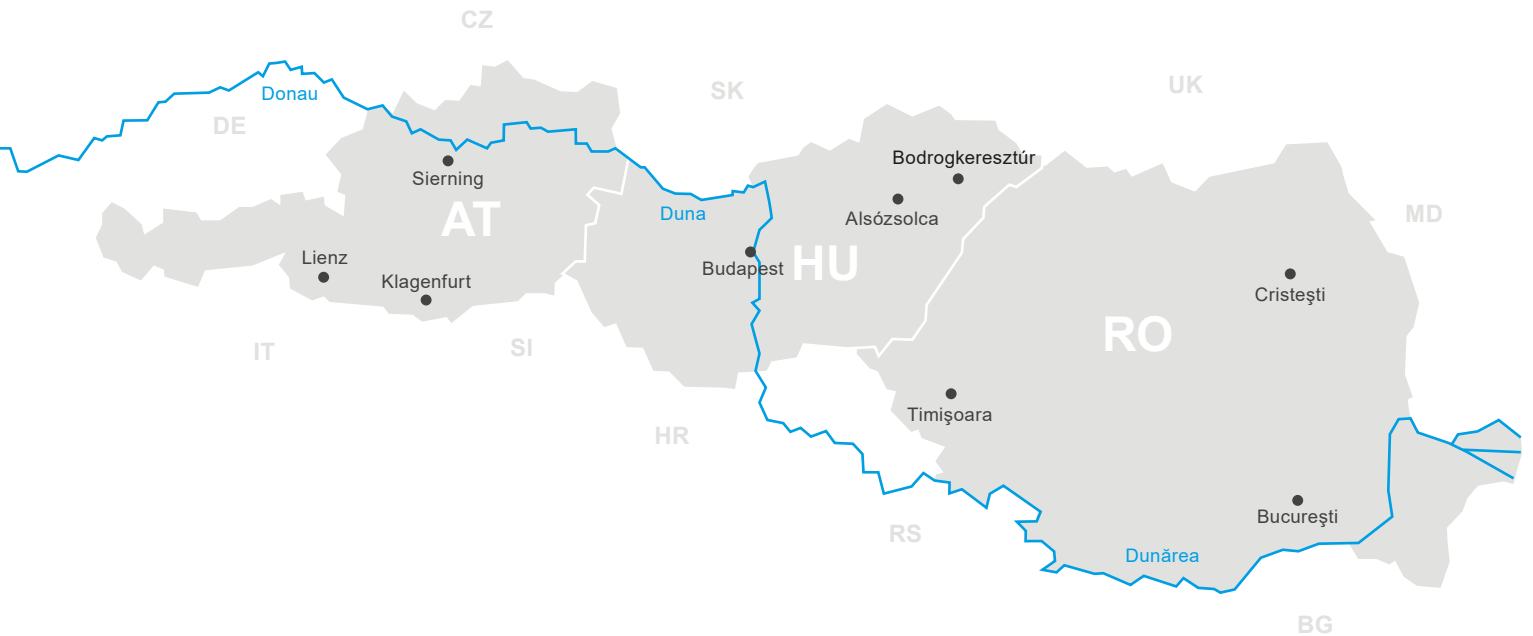 CZ
SK
UK
Donau
DE
Bodrogkeresztúr
Sierning
AT
Duna
Alsózsolca
MD
Lienz
Klagenfurt
Budapest
HU
Cristeşti
RO
IT
SI
Timişoara
HR
Bucureşti
RS
Dunărea
BG